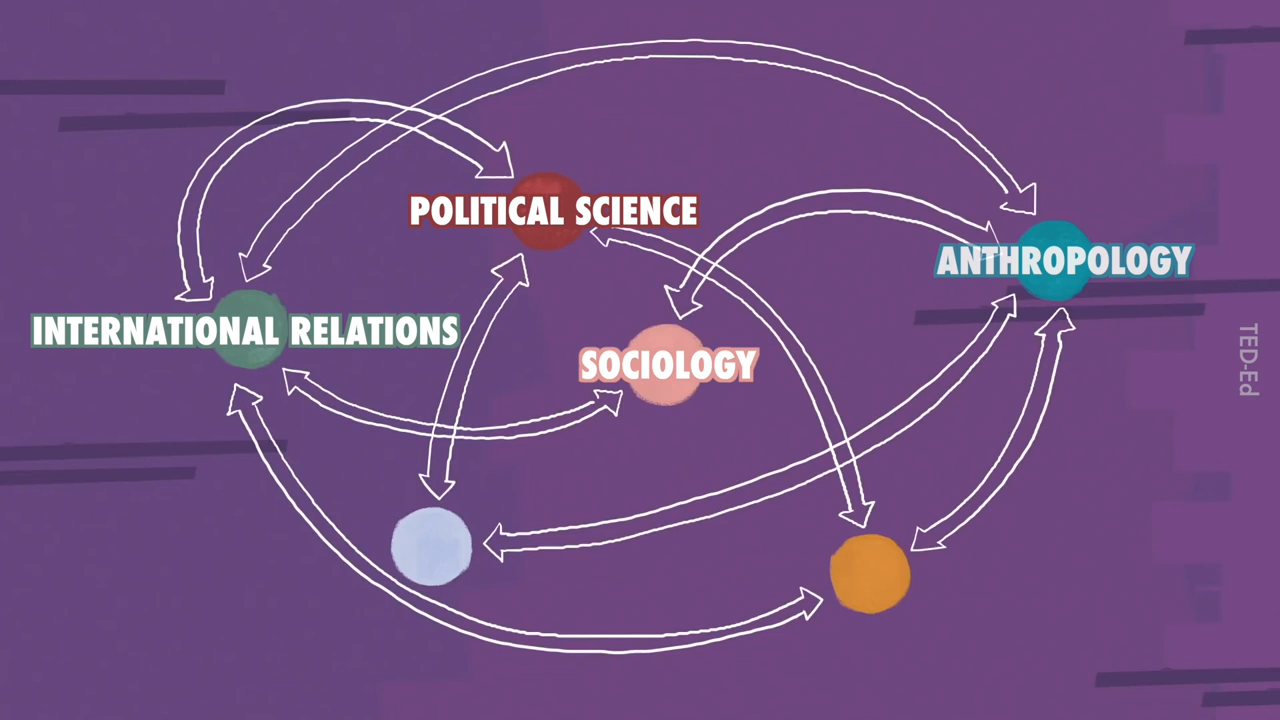 POLITICAL SCIENCE
ANTHROPOLOGY
INTERNATIONAL RELATIONS
SOCIOLOGY
TED-Ed